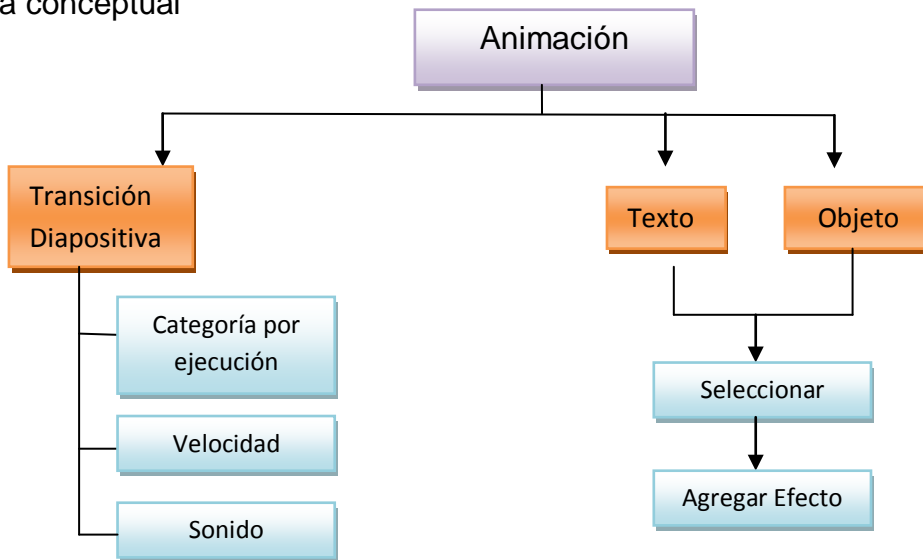 a conceptual
Animación
Transición
Diapositiva
Texto
Objeto
Categoría por
ejecución
Velocidad
Sonido
Seleccionar
Agregar Efecto